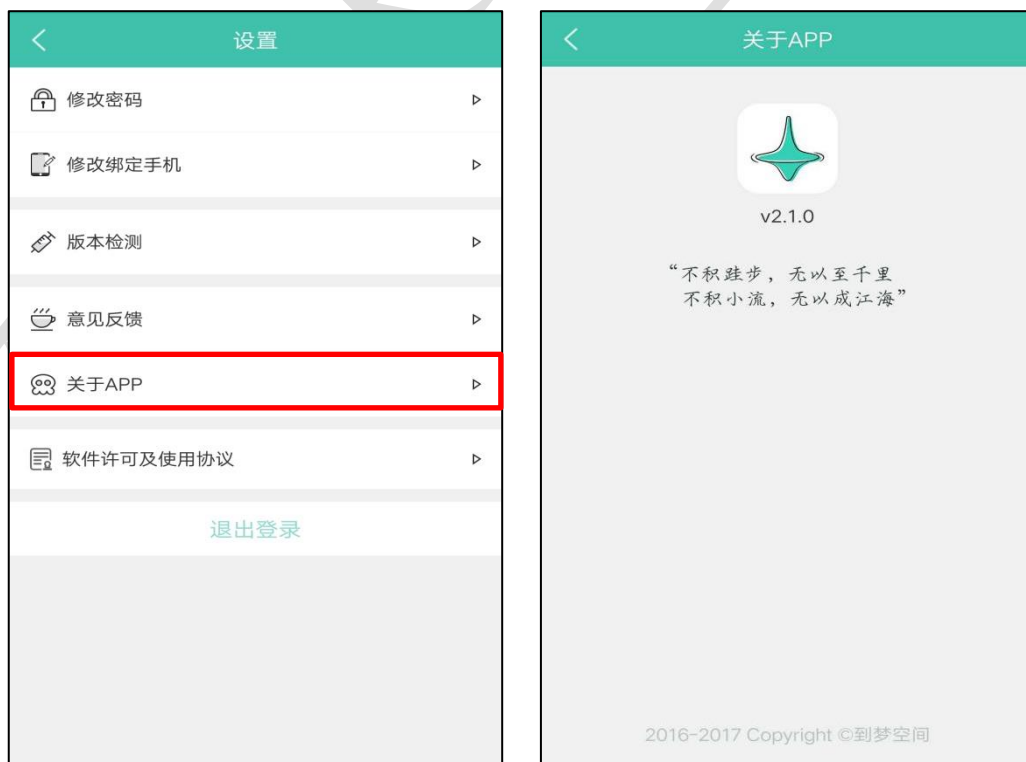 设置
修改密码
修改绑定手机
版本检测
意见反馈
关于APP
软件许可及使用协议
退出登录
关于APP
v2.1.0
“不积跬步，无以至千里
不积小流，无以成江海”
2016-2017 Copyright ©到梦空间